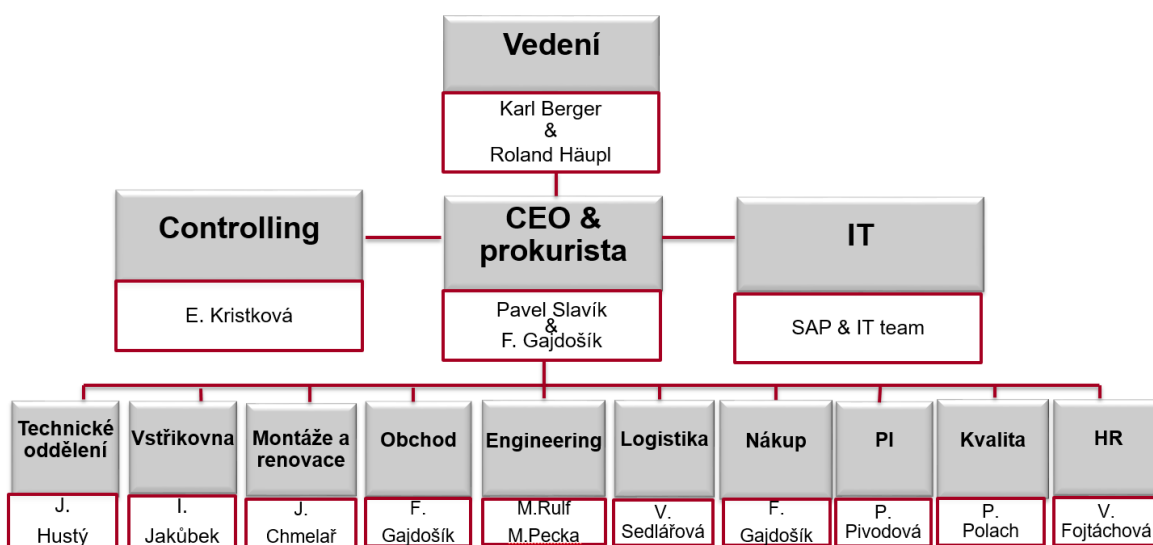 Vedení
Karl Berger
&
Roland Häupl
Controlling
E. Kristková
CEO &
prokurista
Pavel Slavík
&
F. Gajdošík
IT
SAP & IT team
Technické
oddělení
J.
Hustý
Vstřikovna
I.
Jakůbek
Montáže a
renovace
J.
Chmelař
Obchod
F.
Gajdošík
Engineering
M.Rulf
M.Pecka
Logistika
V.
Sedlářová
Nákup
F.
Gajdošík
PI
P.
Pivodová
Kvalita
P.
Polach
HR
V.
Fojtáchová